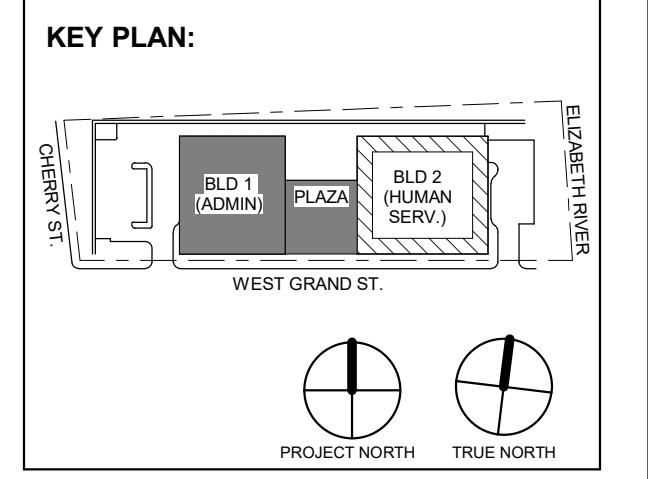 KEY PLAN:
CHERRY ST.
BLD 1
(ADMIN)
PLAZA
BLD 2
(HUMAN
SERV.)
ELIZABETH RIVER
WEST GRAND ST.
PROJECT NORTH
TRUE NORTH